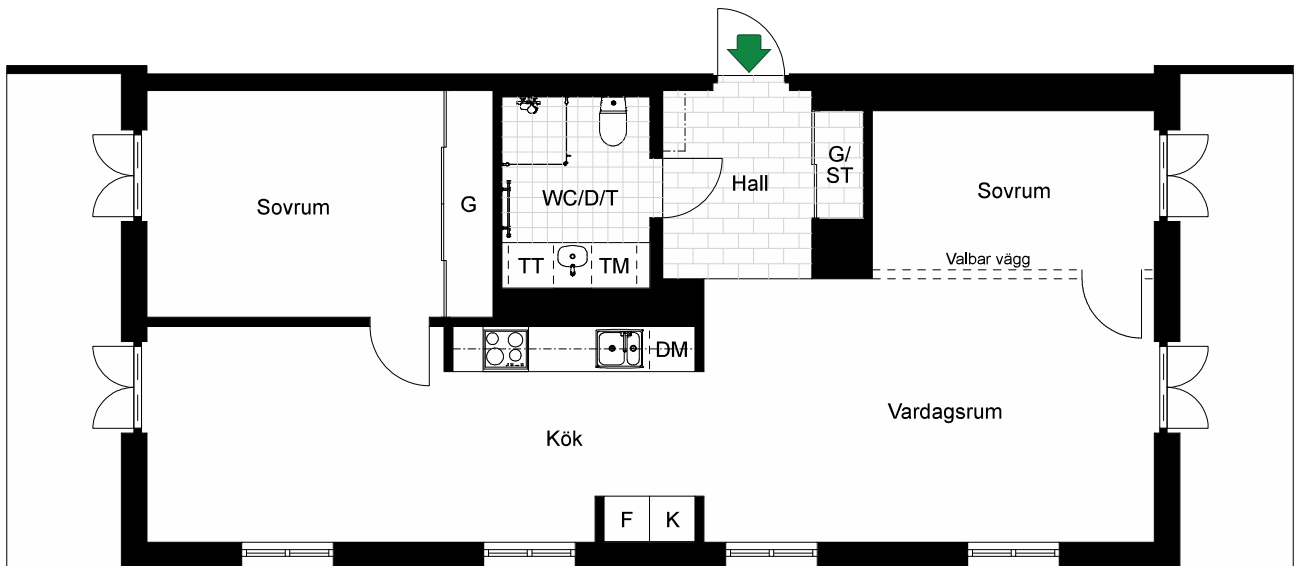 G/
ST
Hall
Sovrum
G
WC/D/T
Sovrum
Valbar vägg
TT
TM
DM
Kök
Vardagsrum
F
K